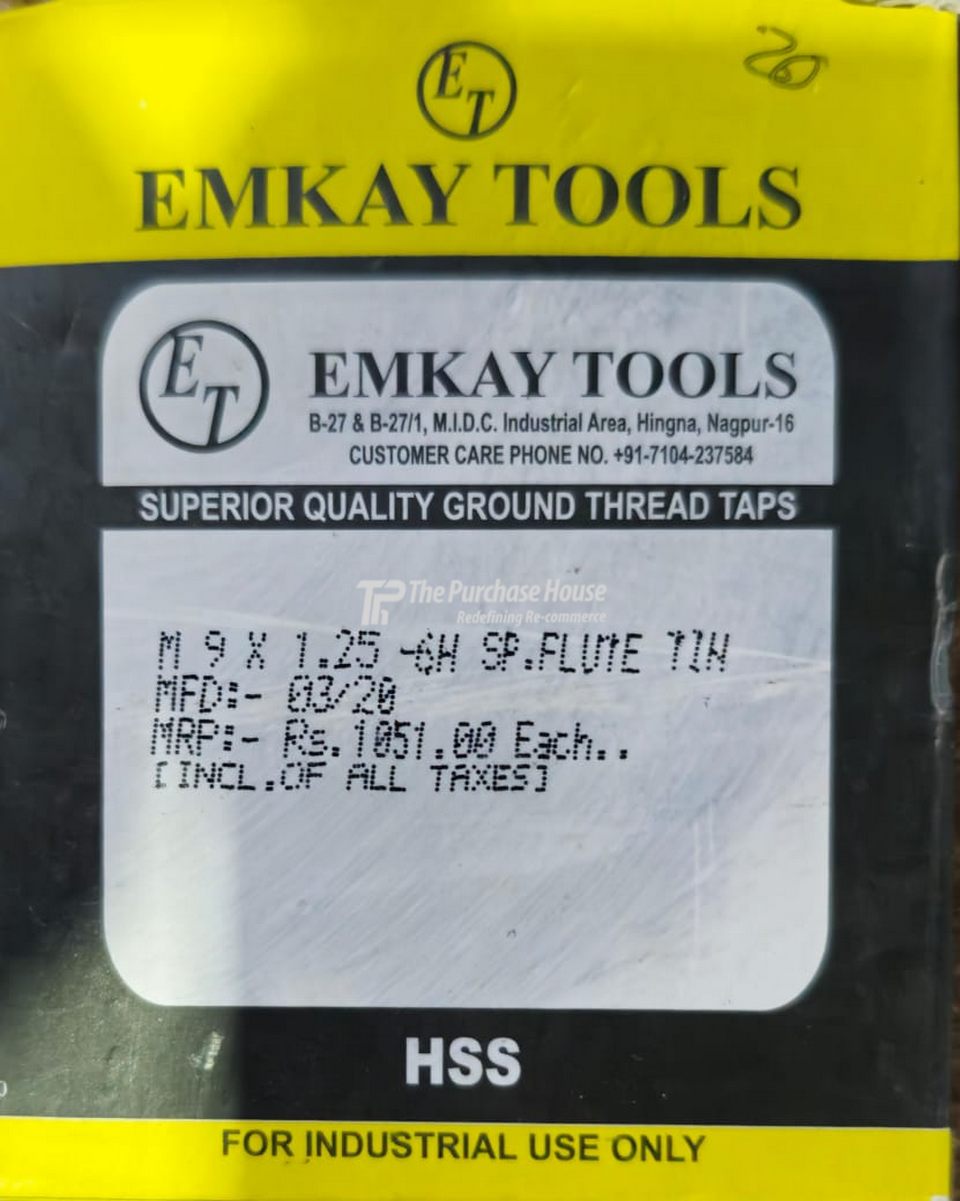 ET
EMKAY TOOLS
ET
EMKAY TOOLS
B-27 & B-27/1, M.I.D.C. Industrial Area, Hingna, Nagpur-16
CUSTOMER CARE PHONE NO. +91-7104-237584
SUPERIOR QUALITY GROUND THREAD TAPS
TPH The Purchase House
Redefining Re-commerce
M 9 X 1.25 -6H SP.FLUTE TIN
MFD:- 03/20
MRP:- Rs.1051.00 Each..
[INCL.OF ALL TAXES]
HSS
FOR INDUSTRIAL USE ONLY